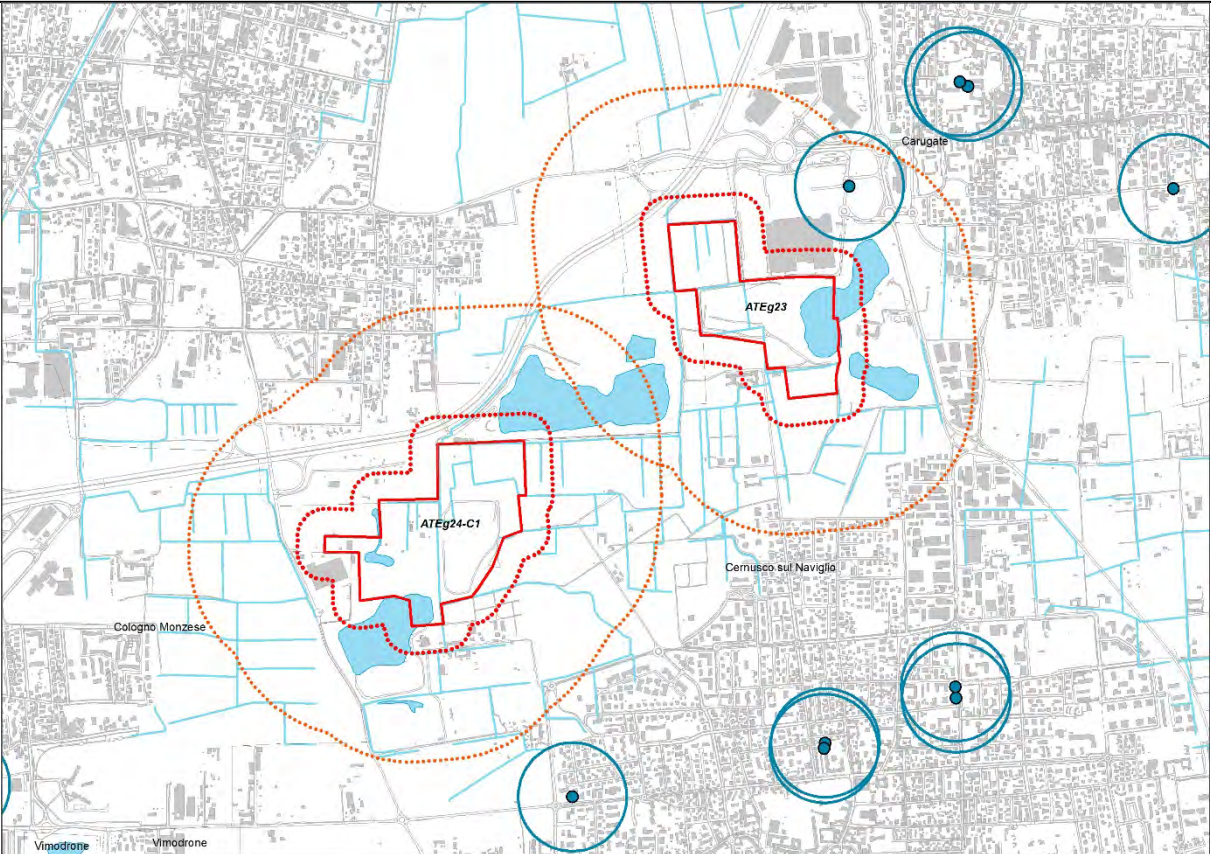 Carugate
ATEg23
ATEg24-C1
Cernusco sul Naviglio
Cologno Monzese
Vimodrone
Vimodrone